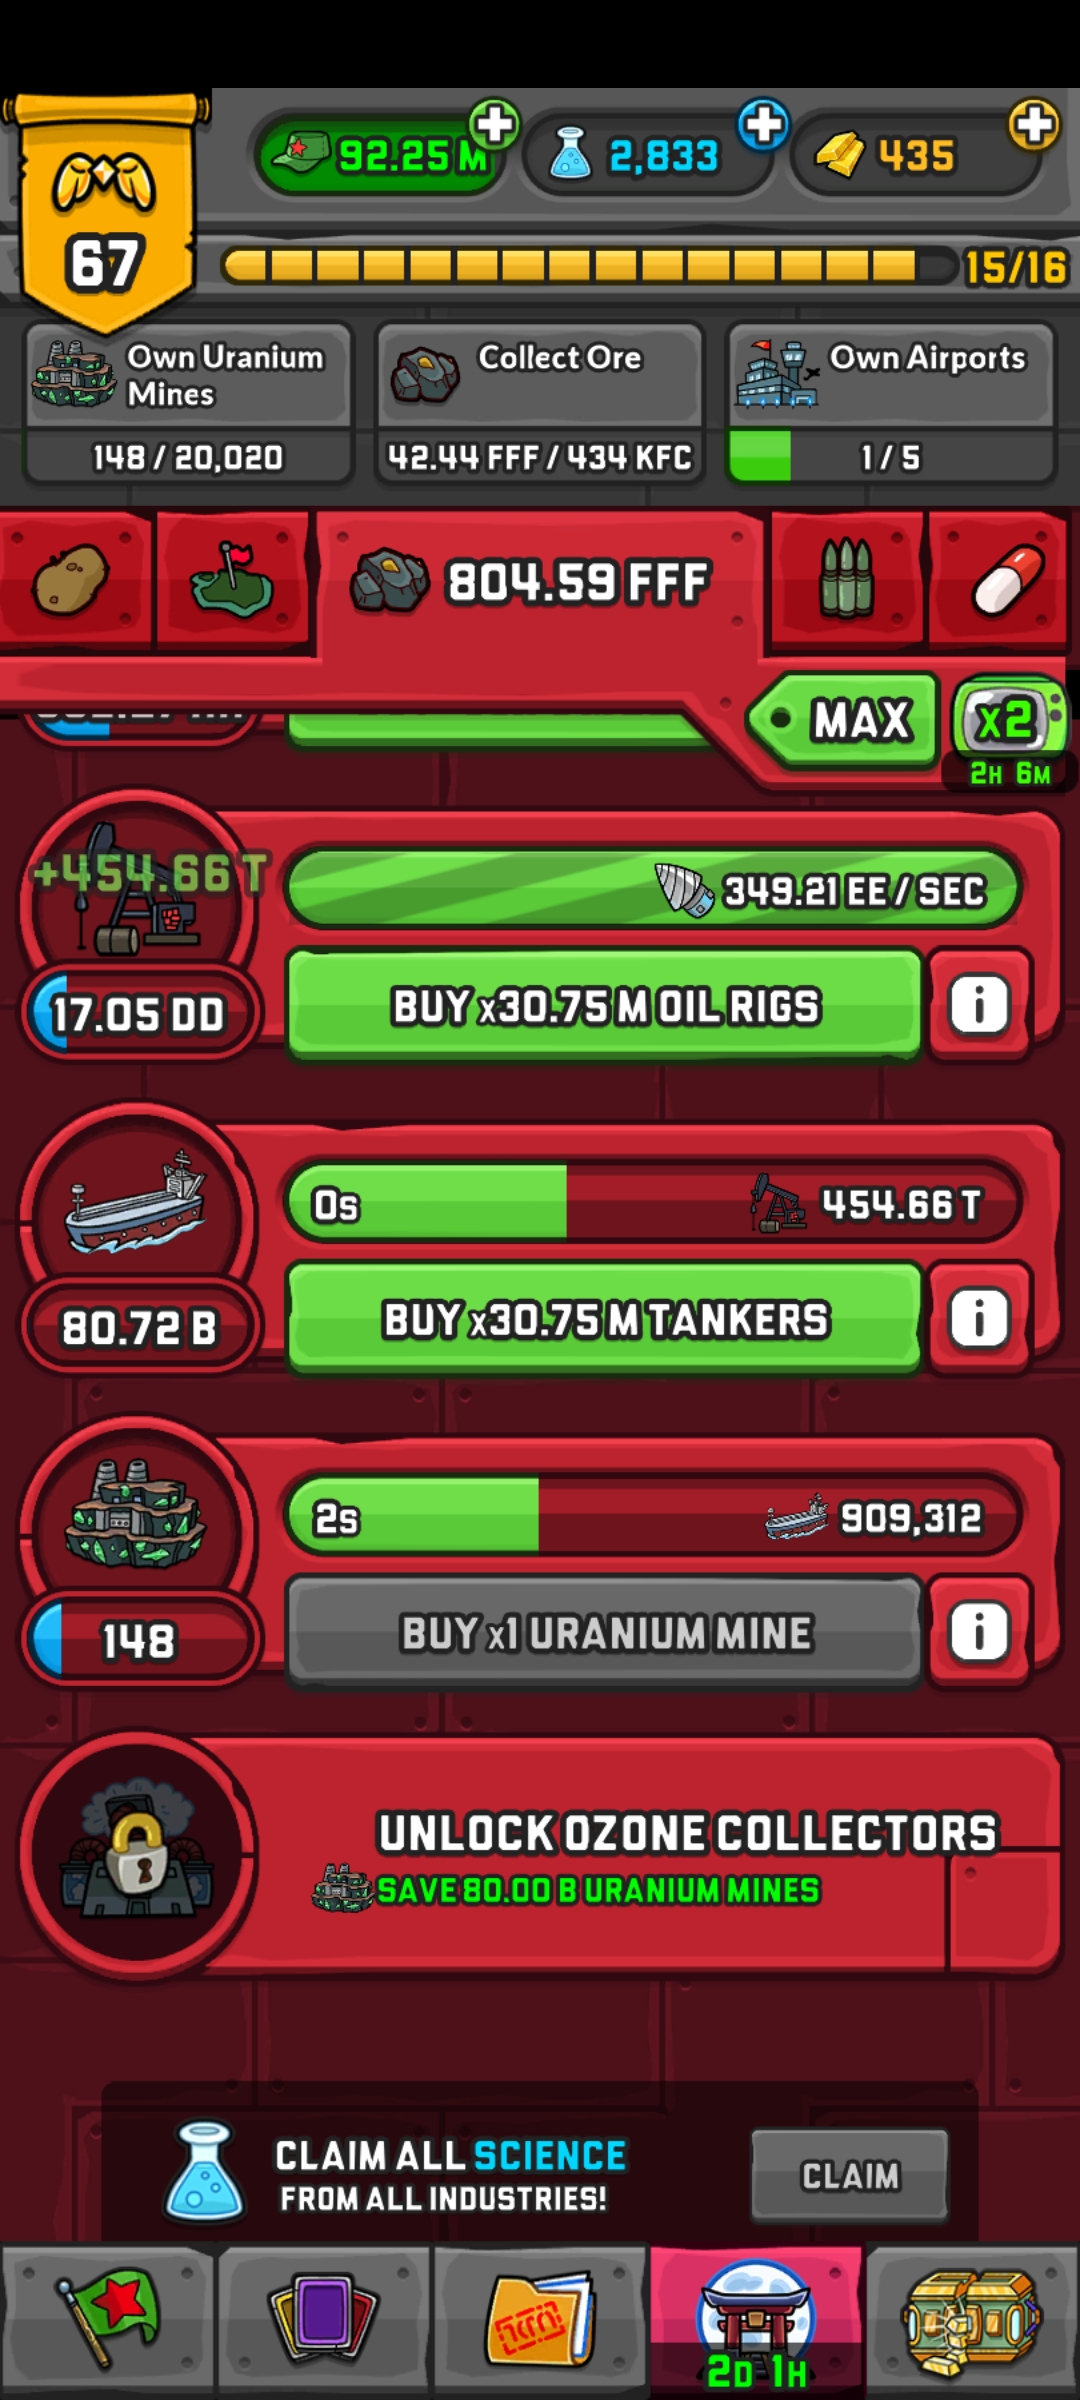 92.25 M
2,833
435
67
15/16
Own Uranium
Mines
148 / 20,020
Collect Ore
42.44 FFF / 434 KFC
Own Airports
1 / 5
804.59 FFF
MAX
x2
2H 6M
+454.66 T
349.21 EE / SEC
17.05 DD
BUY x30.75 M OIL RIGS
i
0s
454.66 T
80.72 B
BUY x30.75 M TANKERS
i
2s
909,312
148
BUY x1 URANIUM MINE
i
UNLOCK OZONE COLLECTORS
SAVE 80.00 B URANIUM MINES
CLAIM ALL SCIENCE
FROM ALL INDUSTRIES!
CLAIM
2D 1H